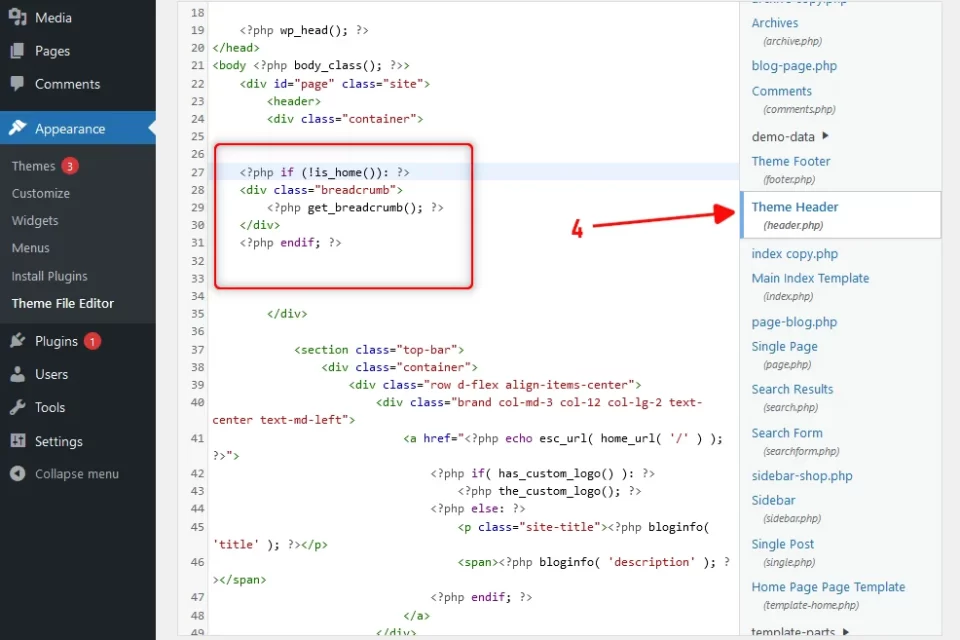 Media
Pages
Comments
Appearance
Themes 3
Customize
Widgets
Menus
Install Plugins
Theme File Editor
Plugins 1
Users
Tools
Settings
Collapse menu
18
19 <?php wp_head(); ?>
20 </head>
21 <body <?php body_class(); ?>>
22 <div id="page" class="site">
23 <header>
24 <div class="container">
25
26
27 <?php if (!is_home()): ?>
28 <div class="breadcrumb">
29 <?php get_breadcrumb(); ?>
30 </div>
31 <?php endif; ?>
32
33
34
35 </div>
36
37 <section class="top-bar">
38 <div class="container">
39 <div class="row d-flex align-items-center">
40 <div class="brand col-md-3 col-12 col-lg-2 text-
center text-md-left">
41 <a href="<?php echo esc_url( home_url( '/' ) );
?>">
42 <?php if( has_custom_logo() ): ?>
43 <?php the_custom_logo(); ?>
44 <?php else: ?>
45 <p class="site-title"><?php bloginfo(
'title' ); ?></p>
46 <span><?php bloginfo( 'description' ); ?
></span>
47 <?php endif; ?>
48 </a>
49 </div>
4
archive copy.php
Archives
(archive.php)
blog-page.php
Comments
(comments.php)
demo-data
Theme Footer
(footer.php)
Theme Header
(header.php)
index copy.php
Main Index Template
(index.php)
page-blog.php
Single Page
(page.php)
Search Results
(search.php)
Search Form
(searchform.php)
sidebar-shop.php
Sidebar
(sidebar.php)
Single Post
(single.php)
Home Page Page Template
(template-home.php)
template-parts